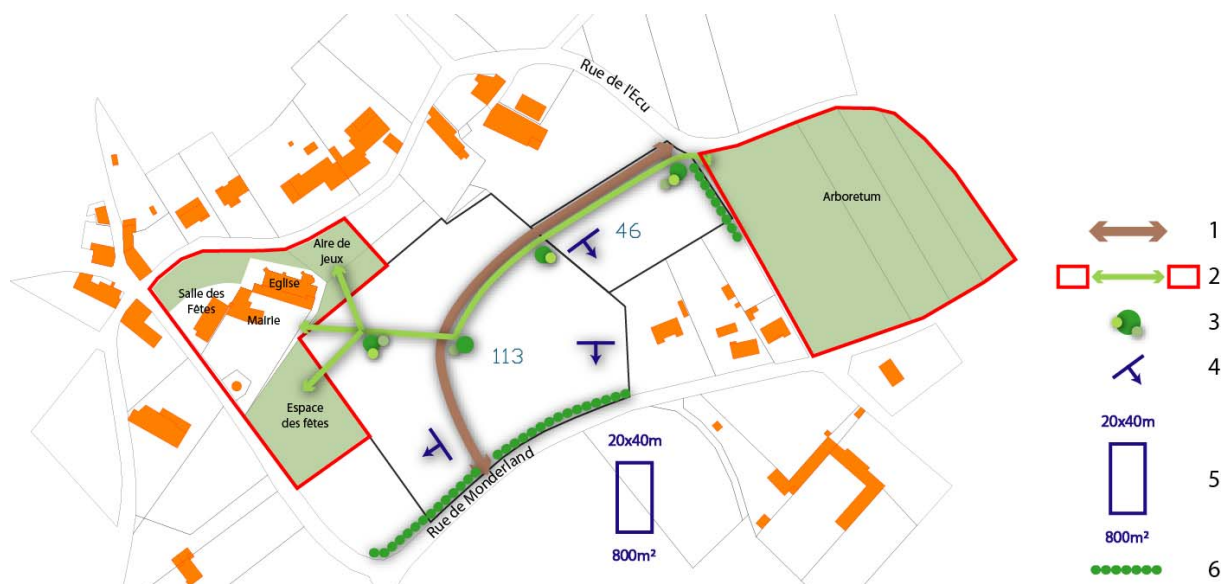 Rue de l'Ecu
Arboretum
46
Aire de
Jeux
Eglise
Salle des
Fêtes
Mairie
113
Espace
des fêtes
Rue de Monderland
20x40m
800m²
1
2
3
4
20x40m
5
800m²
6